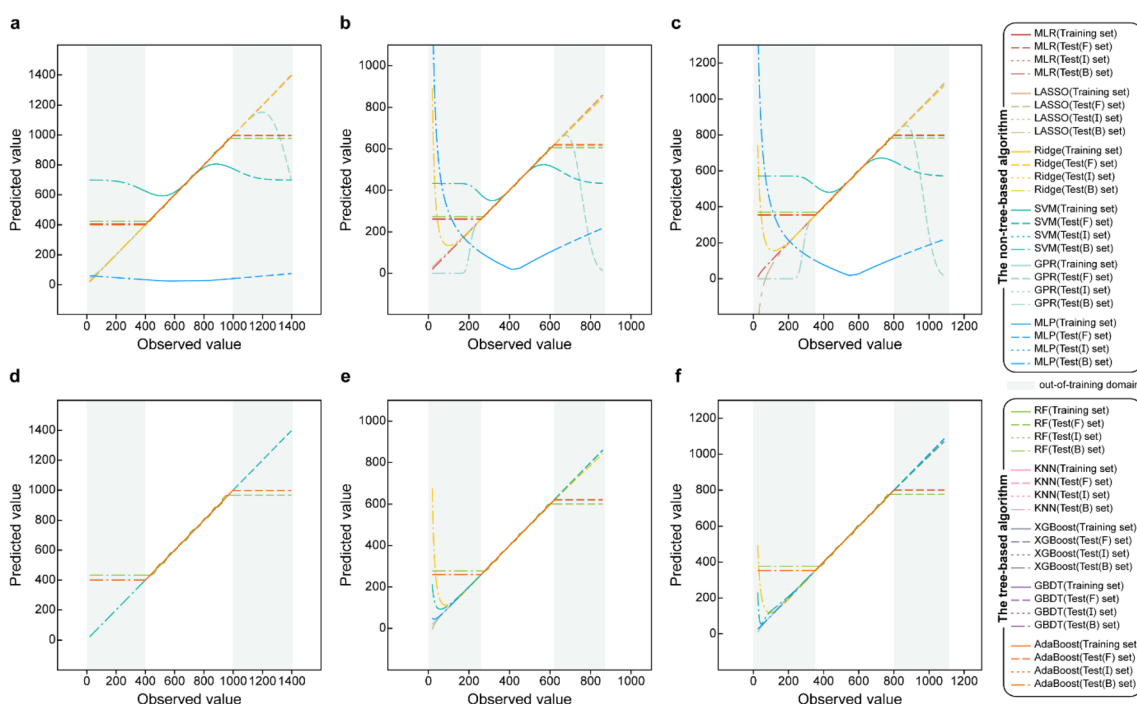 a
b
c
Predicted value
1400
1200
1000
800
600
400
200
0
0 200 400 600 800 1000 1200 1400
Observed value
Predicted value
1000
800
600
400
200
0
0 200 400 600 800 1000
Observed value
Predicted value
1200
1000
800
600
400
200
0
0 200 400 600 800 1000 1200
Observed value
The non-tree-based algorithm
MLR(Training set)
MLR(Test(F) set)
MLR(Test(I) set)
MLR(Test(B) set)
LASSO(Training set)
LASSO(Test(F) set)
LASSO(Test(I) set)
LASSO(Test(B) set)
Ridge(Training set)
Ridge(Test(F) set)
Ridge(Test(I) set)
Ridge(Test(B) set)
SVM(Training set)
SVM(Test(F) set)
SVM(Test(I) set)
SVM(Test(B) set)
GPR(Training set)
GPR(Test(F) set)
GPR(Test(I) set)
GPR(Test(B) set)
MLP(Training set)
MLP(Test(F) set)
MLP(Test(I) set)
MLP(Test(B) set)
out-of-training domain
d
e
f
Predicted value
1400
1200
1000
800
600
400
200
0
0 200 400 600 800 1000 1200 1400
Observed value
Predicted value
1000
800
600
400
200
0
0 200 400 600 800 1000
Observed value
Predicted value
1200
1000
800
600
400
200
0
0 200 400 600 800 1000 1200
Observed value
The tree-based algorithm
RF(Training set)
RF(Test(F) set)
RF(Test(I) set)
RF(Test(B) set)
KNN(Training set)
KNN(Test(F) set)
KNN(Test(I) set)
KNN(Test(B) set)
XGBoost(Training set)
XGBoost(Test(F) set)
XGBoost(Test(I) set)
XGBoost(Test(B) set)
GBDT(Training set)
GBDT(Test(F) set)
GBDT(Test(I) set)
GBDT(Test(B) set)
AdaBoost(Training set)
AdaBoost(Test(F) set)
AdaBoost(Test(I) set)
AdaBoost(Test(B) set)